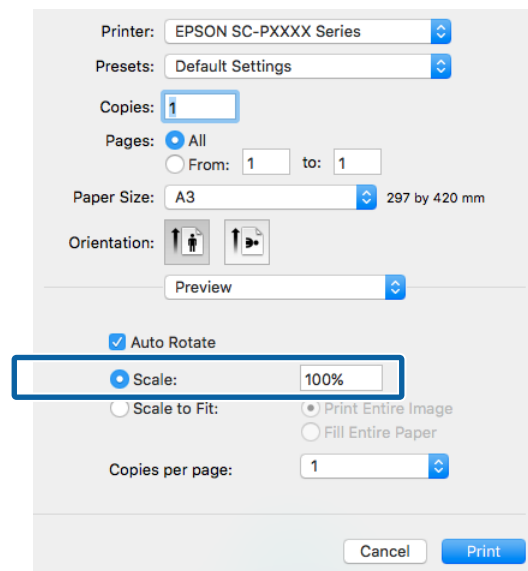 Printer: EPSON SC-PXXXX Series
Presets: Default Settings
Copies: 1
Pages: All
From: 1 to: 1
Paper Size: A3 297 by 420 mm
Orientation:
Preview
Auto Rotate
Scale: 100%
Scale to Fit: Print Entire Image
Fill Entire Paper
Copies per page: 1
Cancel Print